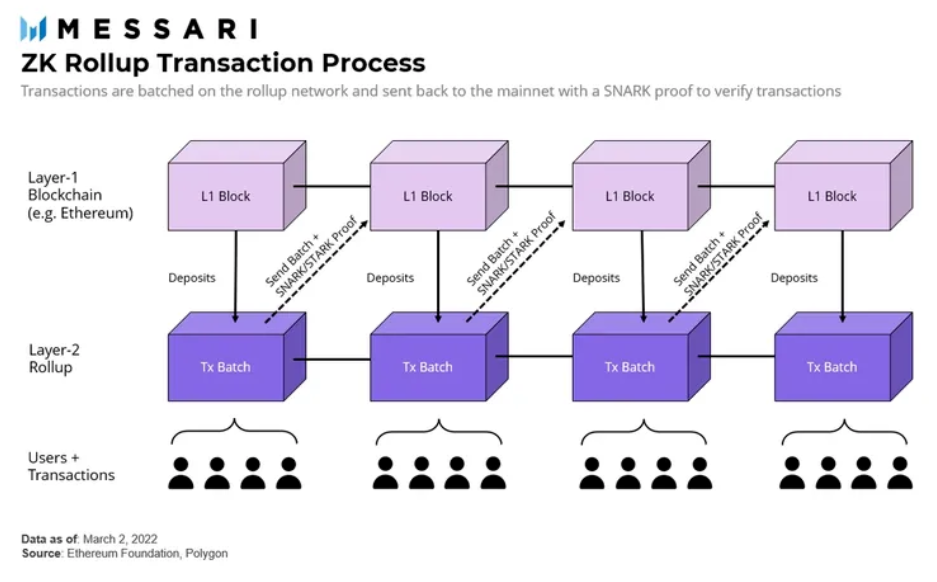 MESSARI
ZK Rollup Transaction Process
Transactions are batched on the rollup network and sent back to the mainnet with a SNARK proof to verify transactions
Layer-1
Blockchain
(e.g. Ethereum)
L1 Block
L1 Block
L1 Block
L1 Block
Deposits
Send Batch +
SNARK/STARK Proof
Deposits
Send Batch +
SNARK/STARK Proof
Deposits
Send Batch +
SNARK/STARK Proof
Deposits
Layer-2
Rollup
Tx Batch
Tx Batch
Tx Batch
Tx Batch
Users +
Transactions
Data as of: March 2, 2022
Source: Ethereum Foundation, Polygon